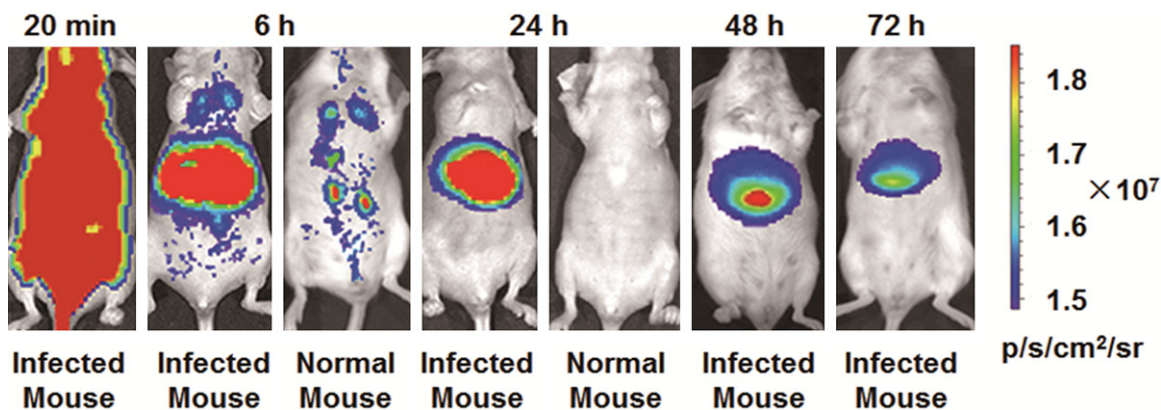 20 min 6 h 24 h 48 h 72 h
1.8
1.7
×10⁷
1.6
1.5
p/s/cm²/sr
Infected Mouse
Infected Mouse
Normal Mouse
Infected Mouse
Normal Mouse
Infected Mouse
Infected Mouse